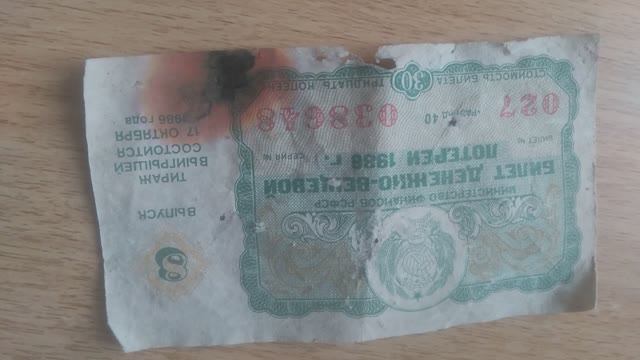 МИНИСТЕРСТВО ФИНАНСОВ РСФСР
БИЛЕТ ДЕНЕЖНО-ВЕЩЕВОЙ
ЛОТЕРЕИ 1986 г.
БИЛЕТ № СЕРИЯ №
027 Разряд 40 038648
СТОИМОСТЬ БИЛЕТА 30 ТРИДЦАТЬ КОПЕЕК
8
ВЫПУСК
ТИРАЖ
ВЫИГРЫШЕЙ
СОСТОИТСЯ
17 ОКТЯБРЯ
1986 года